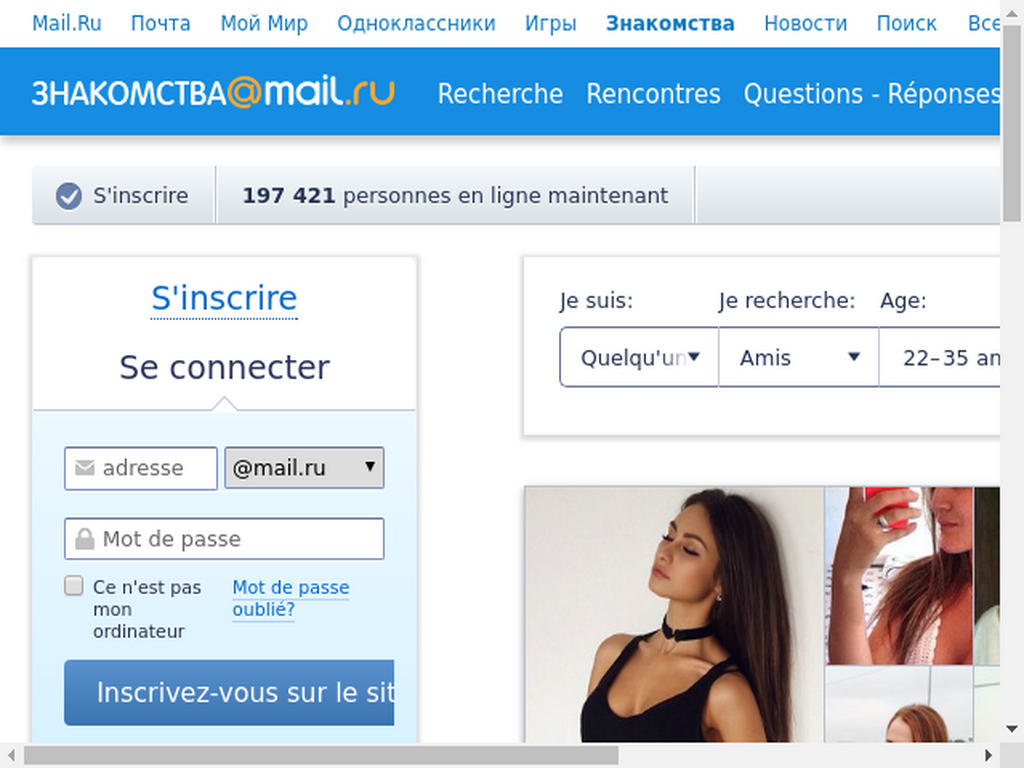 Mail.Ru Почта Мой Мир Одноклассники Игры Знакомства Новости Поиск Все
ЗНАКОМСТВА@mail.ru Recherche Rencontres Questions - Réponses
S'inscrire 197 421 personnes en ligne maintenant
S'inscrire
Se connecter
adresse @mail.ru
Mot de passe
Ce n'est pas mon ordinateur
Mot de passe oublié?
Inscrivez-vous sur le sit
Je suis: Je recherche: Age:
Quelqu'un Amis 22–35 an